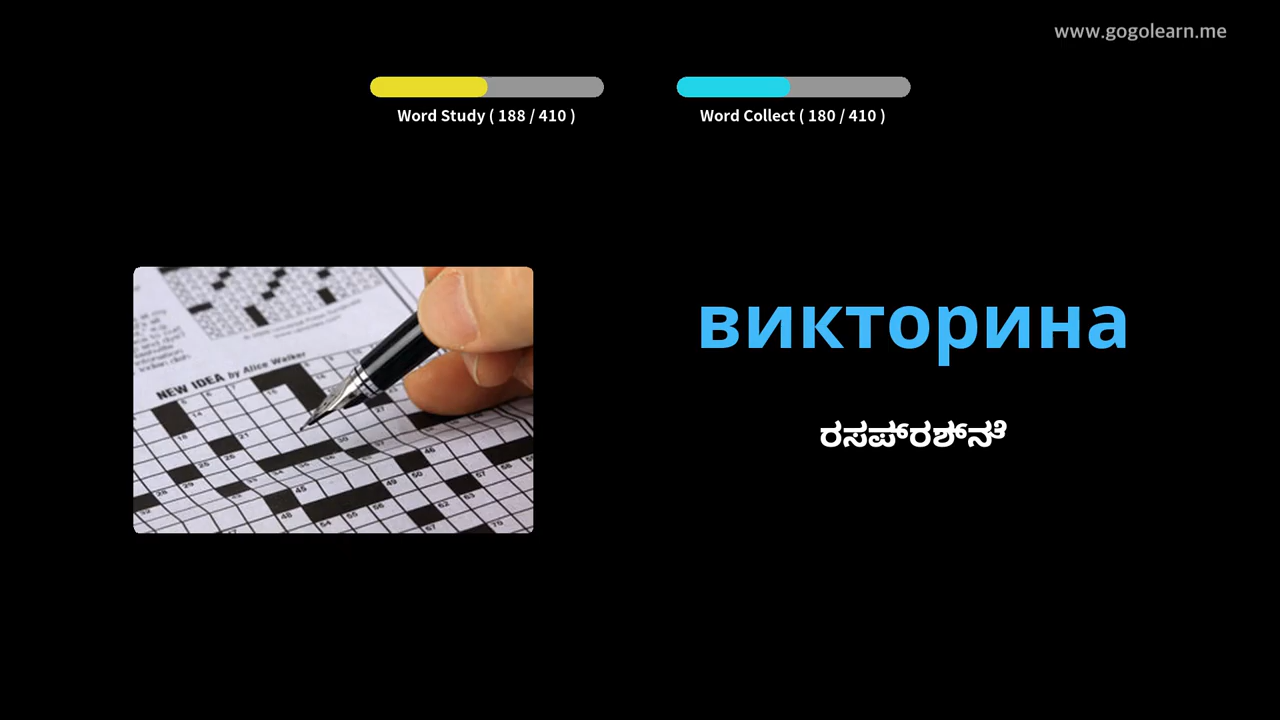 www.gogolearn.me
Word Study ( 188 / 410 )
Word Collect ( 180 / 410 )
NEW IDEA by Alice Walker
викторина
ರಸಪ್ರಶ್ನೆ